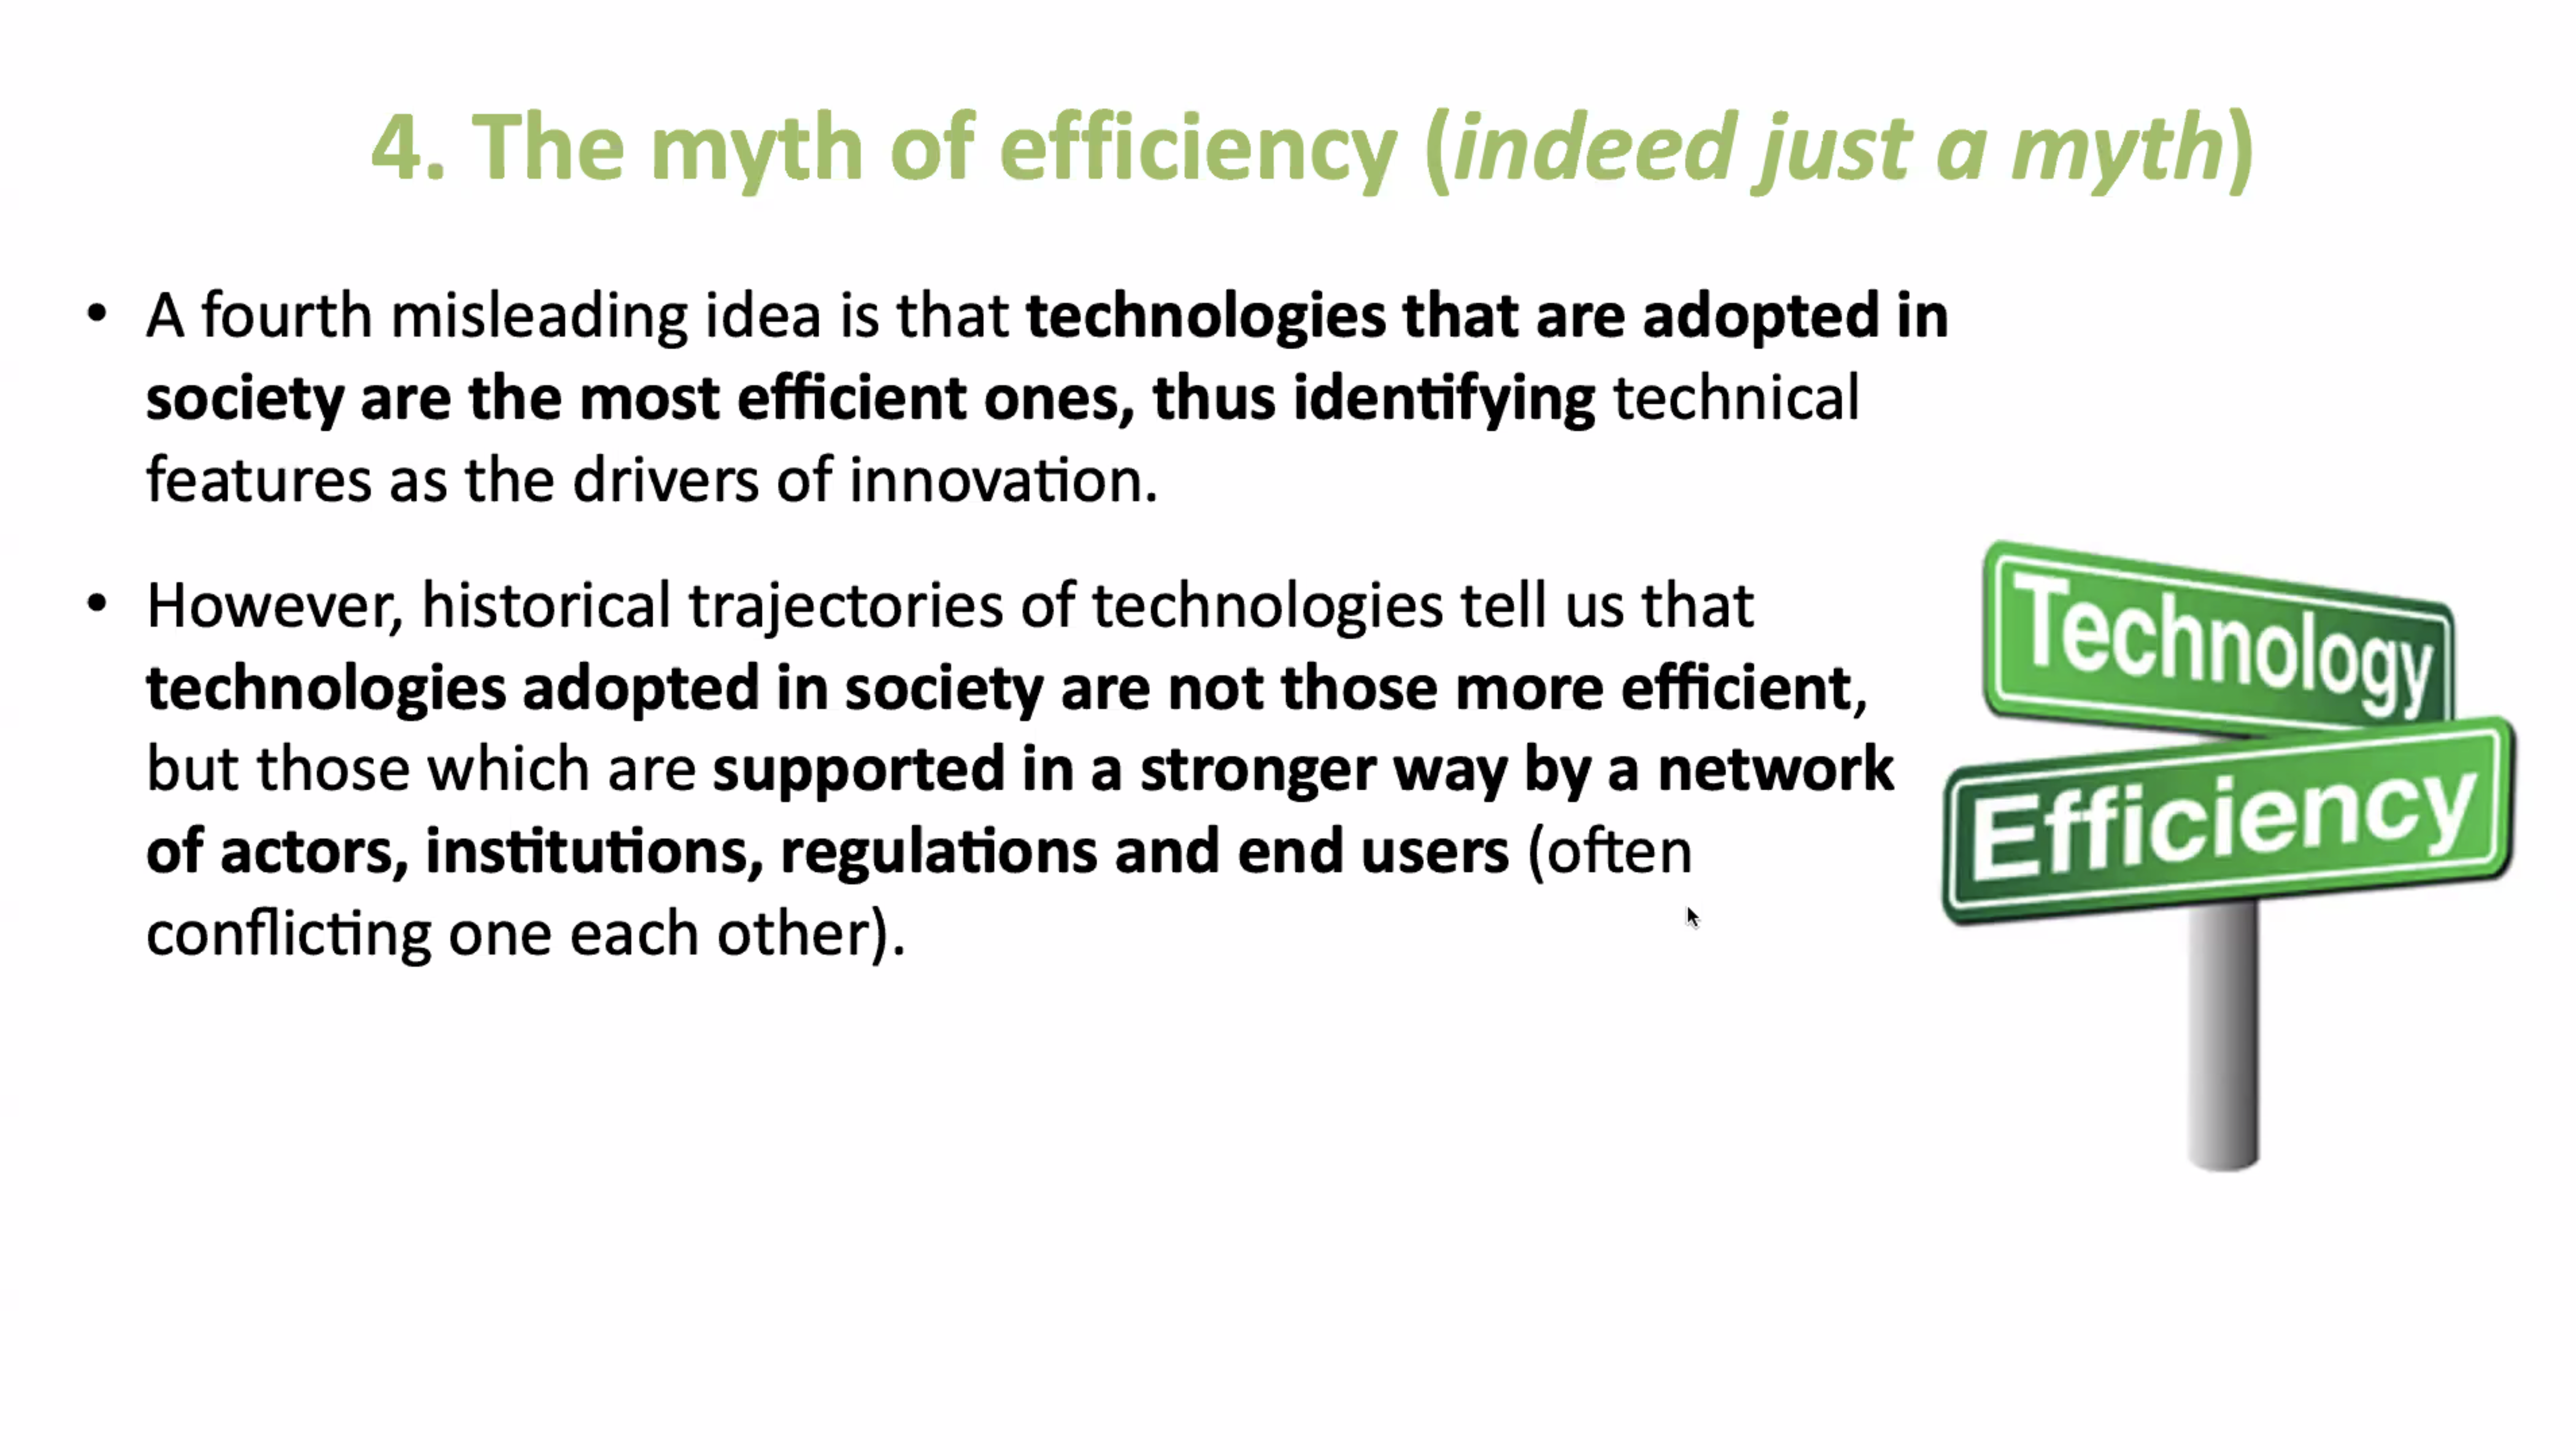 4. The myth of efficiency (indeed just a myth)
• A fourth misleading idea is that technologies that are adopted in
society are the most efficient ones, thus identifying technical
features as the drivers of innovation.
• However, historical trajectories of technologies tell us that
technologies adopted in society are not those more efficient,
but those which are supported in a stronger way by a network
of actors, institutions, regulations and end users (often
conflicting one each other).
Technology
Efficiency